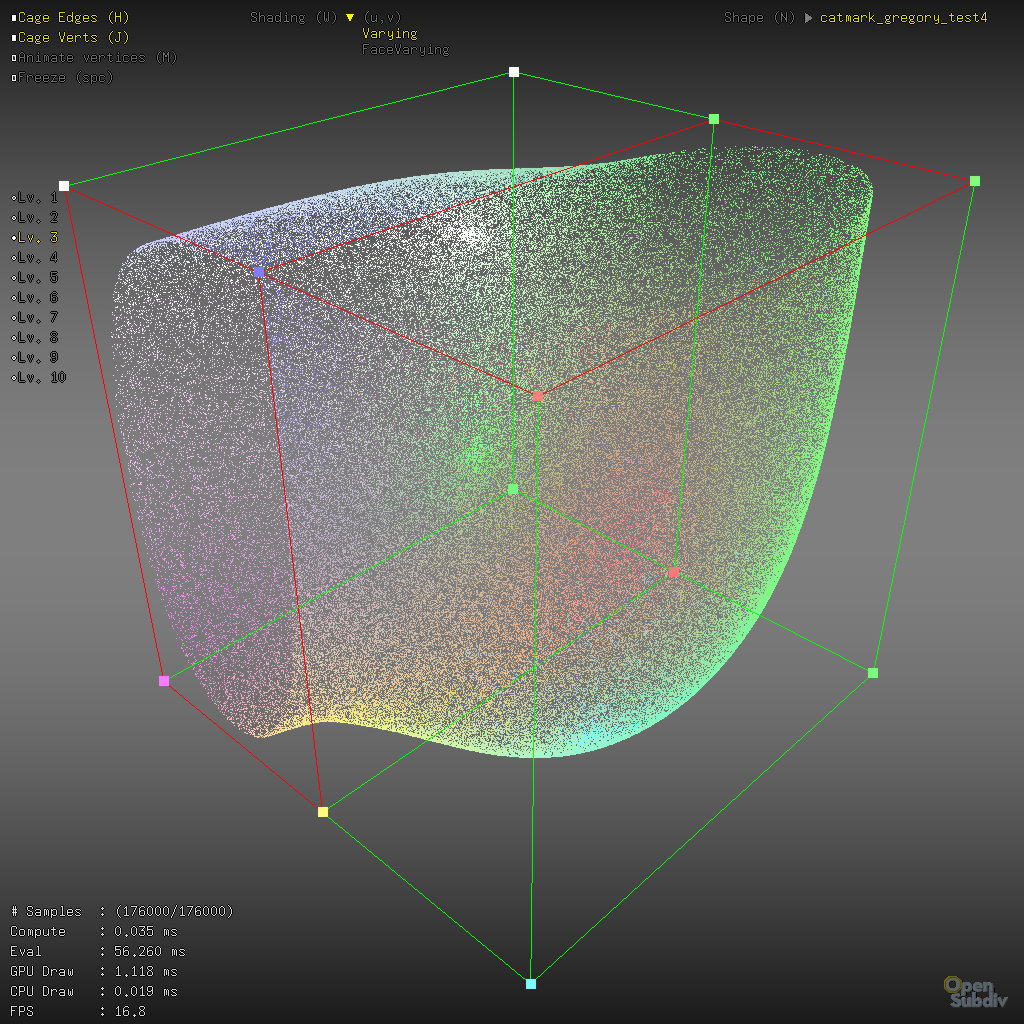 Cage Edges (H)
Cage Verts (J)
Animate vertices (M)
Freeze (spc)
Shading (W) ▼ (u,v)
Varying
FaceVarying
Shape (N) ▶ catmark_gregory_test4
Lv. 1
Lv. 2
Lv. 3
Lv. 4
Lv. 5
Lv. 6
Lv. 7
Lv. 8
Lv. 9
Lv. 10
# Samples : (176000/176000)
Compute : 0.035 ms
Eval : 56.260 ms
GPU Draw : 1.118 ms
CPU Draw : 0.019 ms
FPS : 16.8
Open
Subdiv